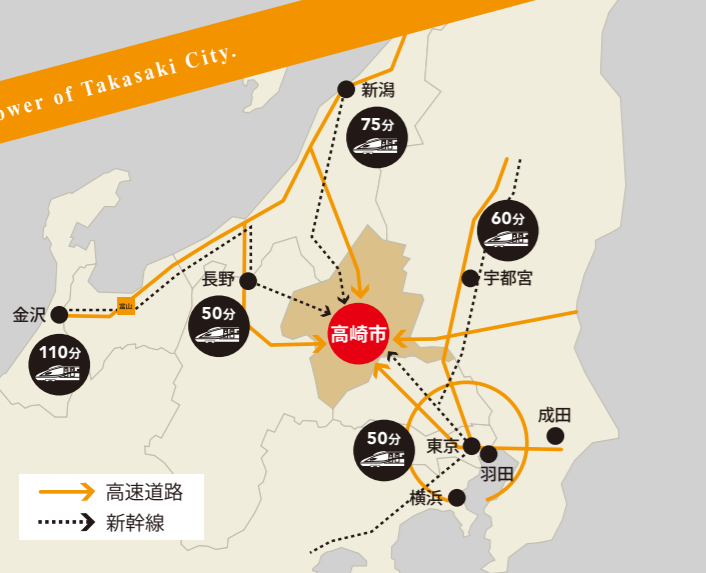 ower of Takasaki City.
新潟
75分
60分
宇都宮
長野
富山
金沢
50分
高崎市
110分
成田
50分
東京
羽田
横浜
高速道路
新幹線